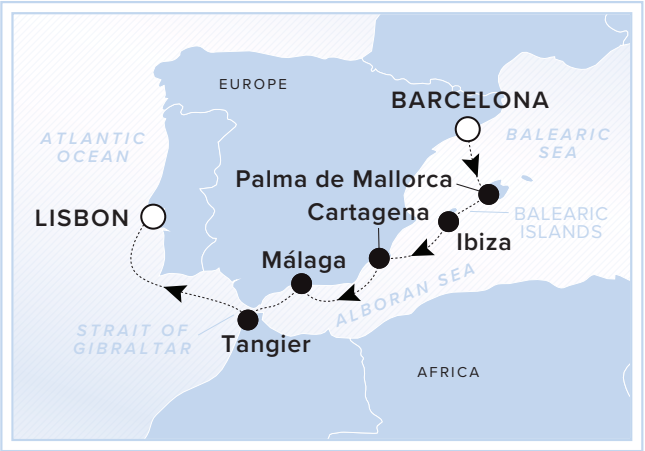 EUROPE
BARCELONA
ATLANTIC
OCEAN
BALEARIC
SEA
Palma de Mallorca
Cartagena
LISBON
BALEARIC
ISLANDS
Ibiza
Málaga
ALBORAN SEA
STRAIT OF
GIBRALTAR
Tangier
AFRICA